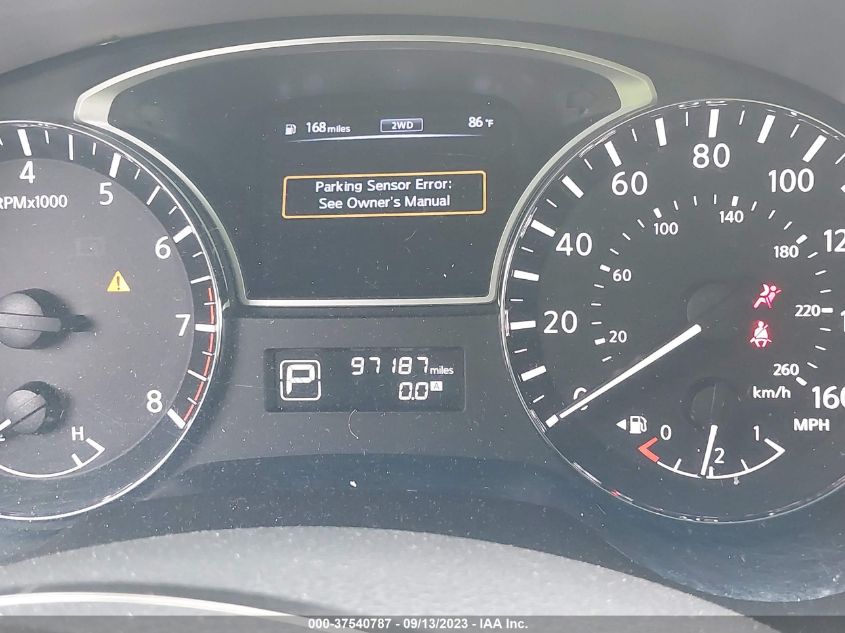 168 miles 2WD 86°F
Parking Sensor Error:
See Owner's Manual
4 5 6 7 8
RPMx1000
H
P
97187 miles
0.0 A
0 20 40 60 80 100 160
MPH
20 60 100 140 180 220 260
km/h
0 1/2 1
000-37540787 - 09/13/2023 - IAA Inc.